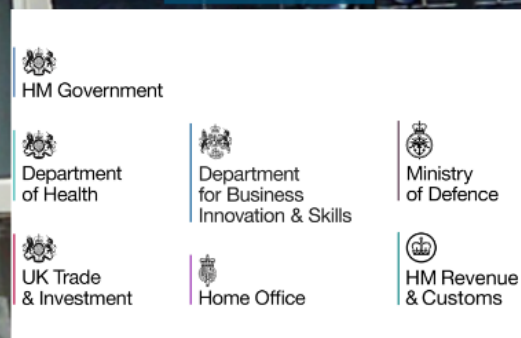 HM Government
Department
of Health
Department
for Business
Innovation & Skills
Ministry
of Defence
UK Trade
& Investment
Home Office
HM Revenue
& Customs